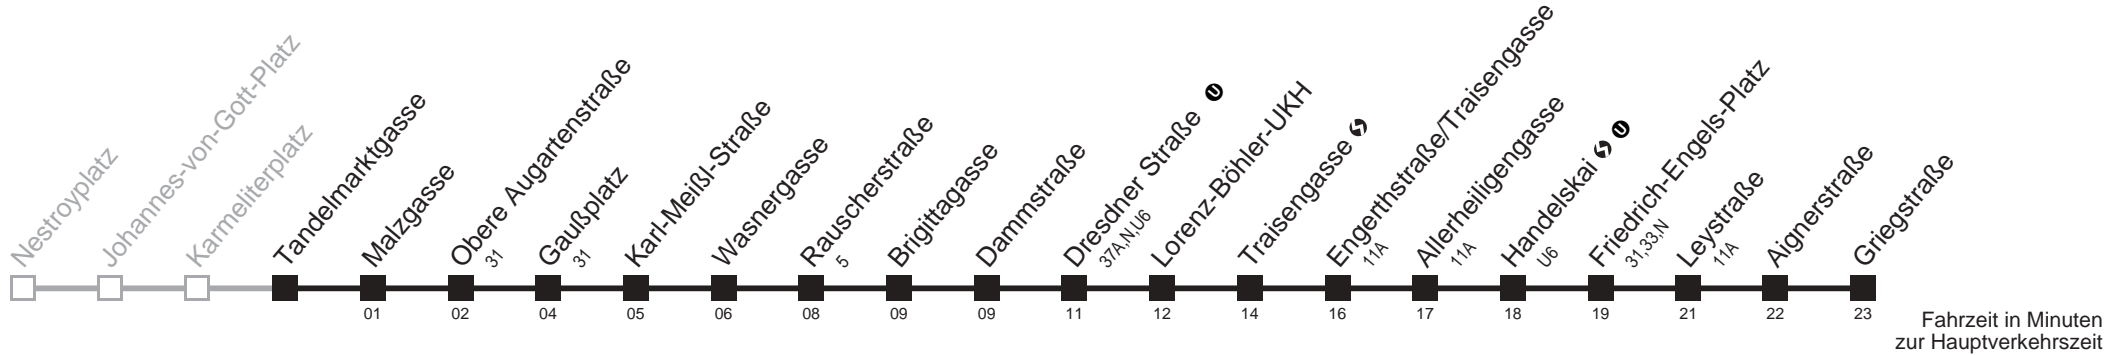 Nestroyplatz
Johannes-von-Gott-Platz
Karmeliterplatz
Tandelmarktgasse
Malzgasse
Obere Augartenstraße
31
Gaußplatz
31
Karl-Meißl-Straße
Wasnergasse
Rauscherstraße
5
Brigittagasse
Dammstraße
Dresdner Straße U
37A,N,U6
Lorenz-Böhler-UKH
Traisengasse
Engerthstraße/Traisengasse
11A
Allerheiligengasse
11A
Handelskai U
U6
Friedrich-Engels-Platz
31,33,N
Leystraße
11A
Aignerstraße
Griegstraße
01 02 04 05 06 08 09 09 11 12 14 16 17 18 19 21 22 23
Fahrzeit in Minuten
zur Hauptverkehrszeit